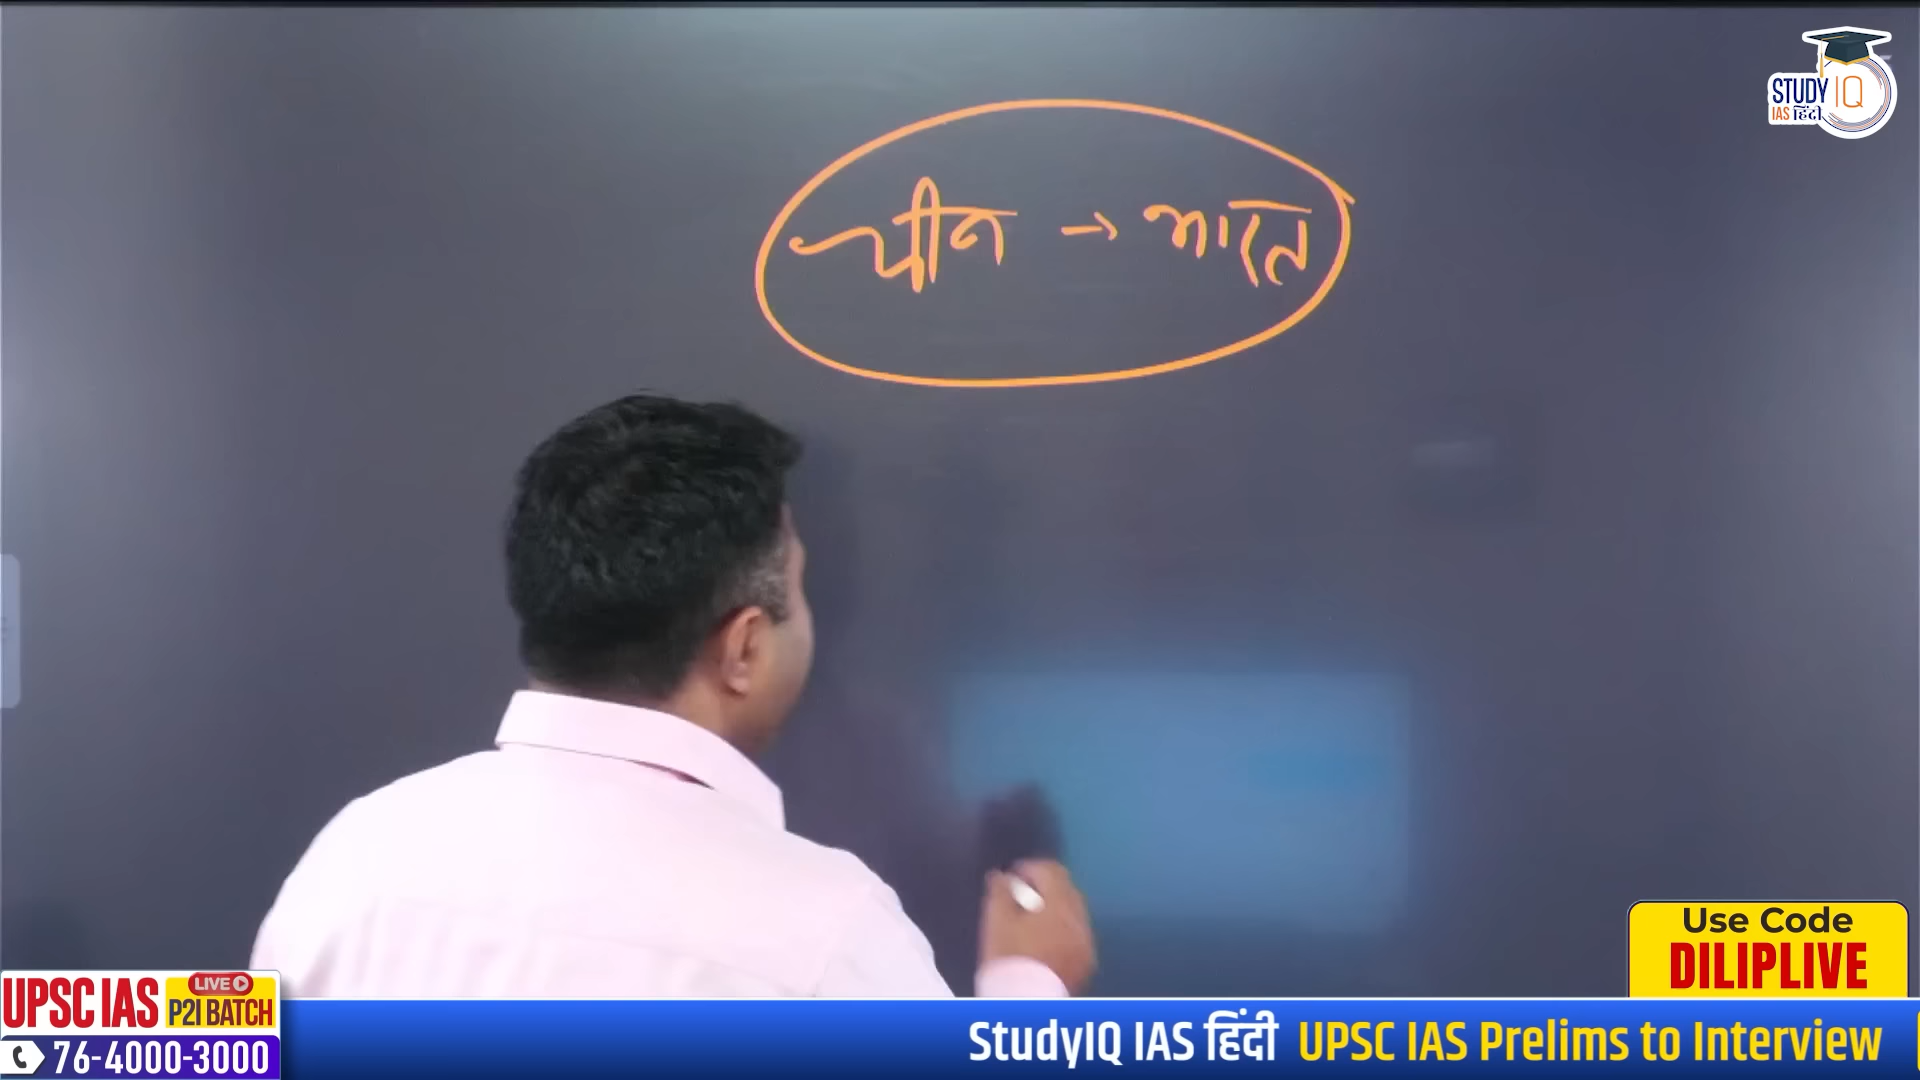 STUDY IQ
IAS हिंदी
चीन → भारत
Use Code
DILIPLIVE
UPSC IAS
LIVE
P2I BATCH
76-4000-3000
StudyIQ IAS हिंदी UPSC IAS Prelims to Interview